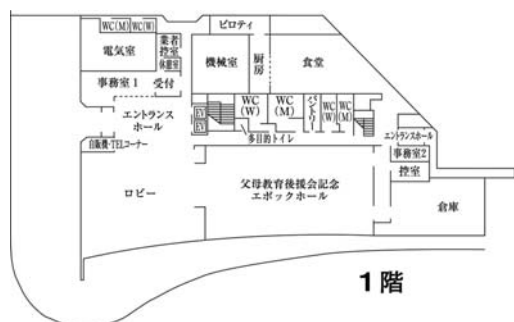 WC(M) WC(W)
ピロティ
電気室
業者
控室
休憩室
機械室
厨房
食堂
事務室1
受付
エントランス
ホール
EV
EV
WC
(W)
WC
(M)
パントリー
WC
(W)
WC
(M)
エントランスホール
自販機・TELコーナー
多目的トイレ
事務室2
控室
ロビー
父母教育後援会記念
エポックホール
倉庫
1階